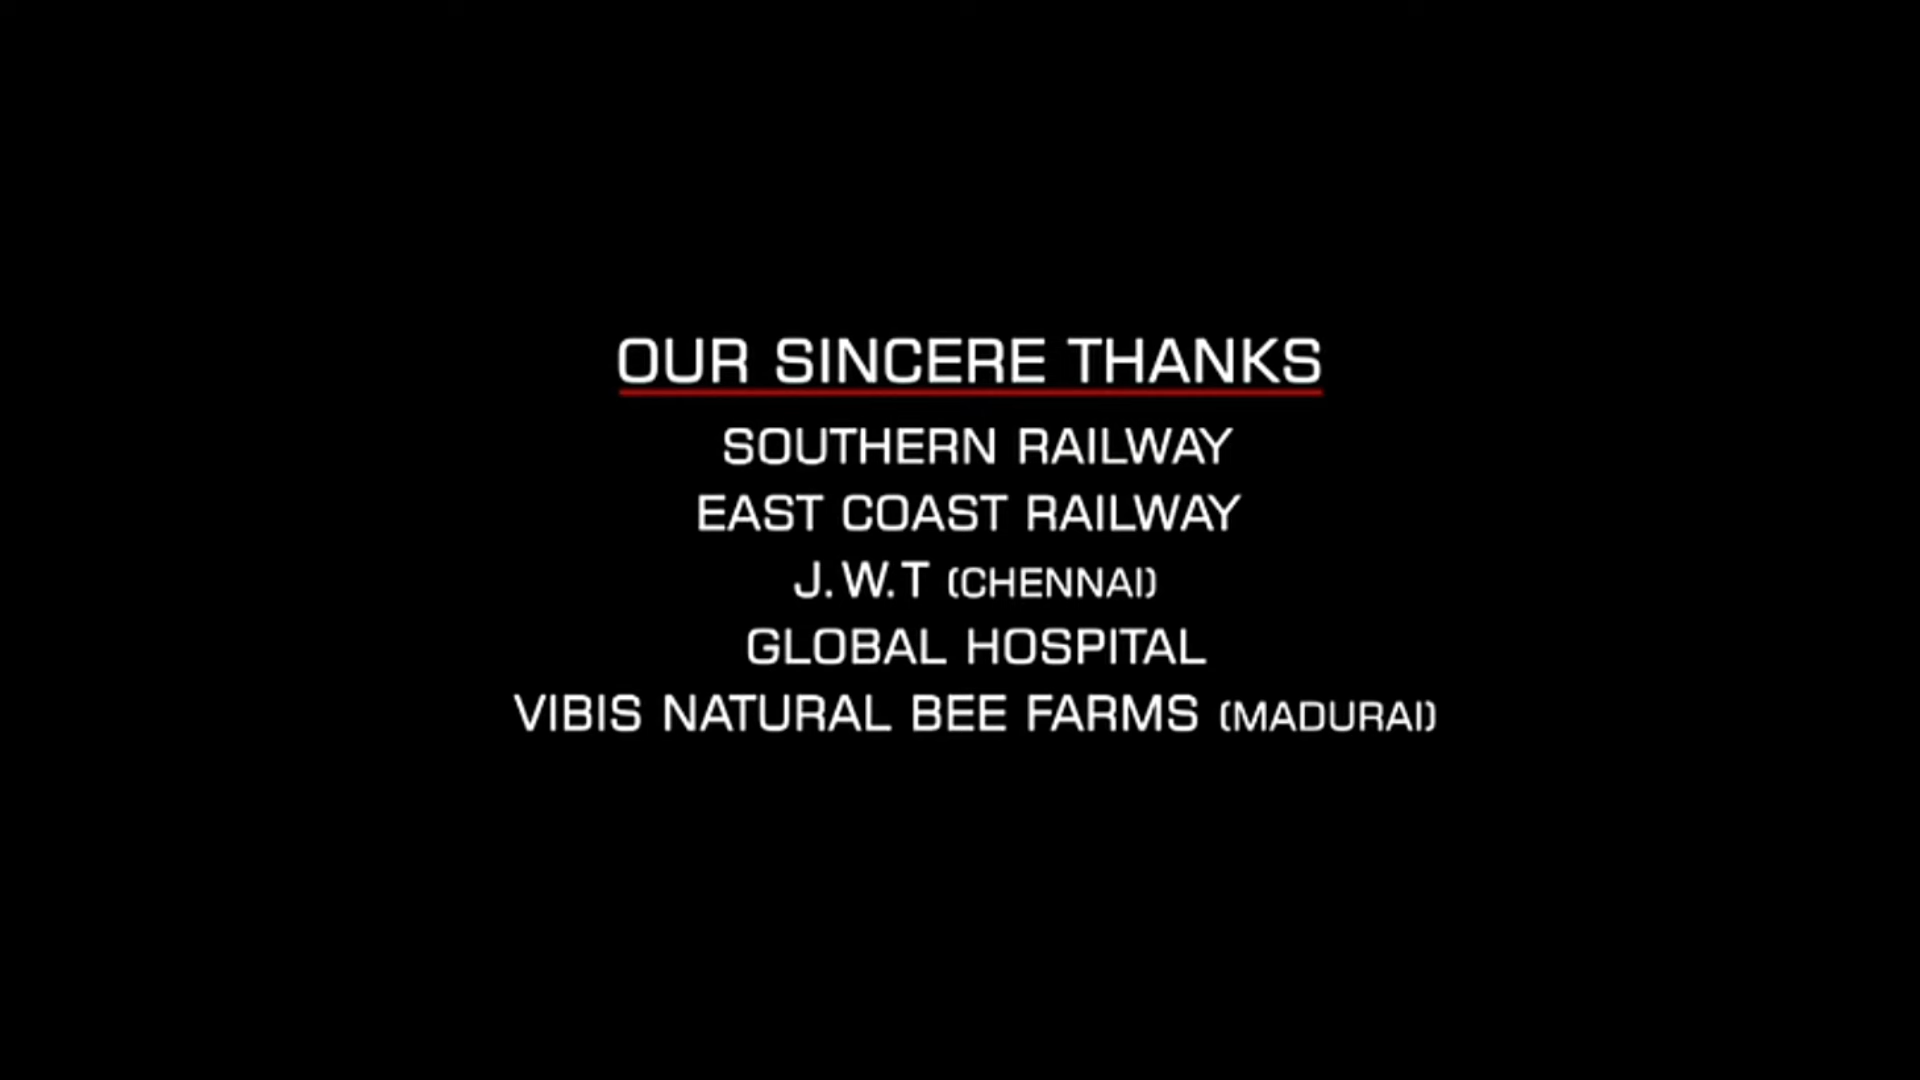 OUR SINCERE THANKS
SOUTHERN RAILWAY
EAST COAST RAILWAY
J.W.T (CHENNAI)
GLOBAL HOSPITAL
VIBIS NATURAL BEE FARMS (MADURAI)